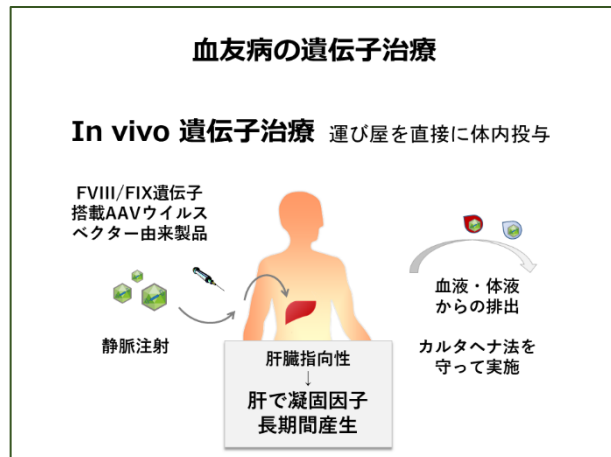 血友病の遺伝子治療
In vivo 遺伝子治療 運び屋を直接に体内投与
FVIII/FIX遺伝子
搭載AAVウイルス
ベクター由来製品
静脈注射
肝臓指向性
↓
肝で凝固因子
長期間産生
血液・体液
からの排出
カルタヘナ法を
守って実施